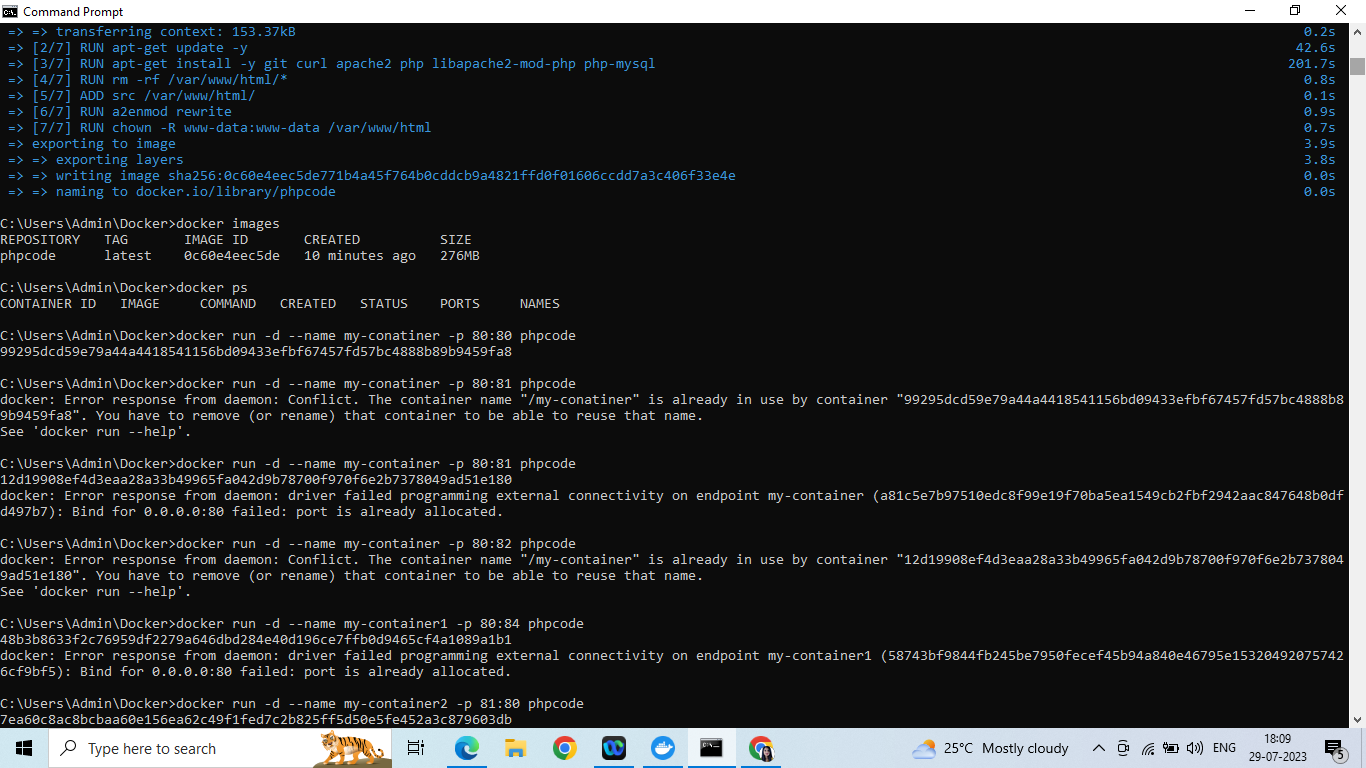 Command Prompt
=> => transferring context: 153.37kB 0.2s
=> [2/7] RUN apt-get update -y 42.6s
=> [3/7] RUN apt-get install -y git curl apache2 php libapache2-mod-php php-mysql 201.7s
=> [4/7] RUN rm -rf /var/www/html/* 0.8s
=> [5/7] ADD src /var/www/html/ 0.1s
=> [6/7] RUN a2enmod rewrite 0.9s
=> [7/7] RUN chown -R www-data:www-data /var/www/html 0.7s
=> exporting to image 3.9s
=> => exporting layers 3.8s
=> => writing image sha256:0c60e4eec5de771b4a45f764b0cddcb9a4821ffd0f01606ccdd7a3c406f33e4e 0.0s
=> => naming to docker.io/library/phpcode 0.0s
C:\Users\Admin\Docker>docker images
REPOSITORY TAG IMAGE ID CREATED SIZE
phpcode latest 0c60e4eec5de 10 minutes ago 276MB
C:\Users\Admin\Docker>docker ps
CONTAINER ID IMAGE COMMAND CREATED STATUS PORTS NAMES
C:\Users\Admin\Docker>docker run -d --name my-conatiner -p 80:80 phpcode
99295dcd59e79a44a4418541156bd09433efbf67457fd57bc4888b89b9459fa8
C:\Users\Admin\Docker>docker run -d --name my-conatiner -p 80:81 phpcode
docker: Error response from daemon: Conflict. The container name "/my-conatiner" is already in use by container "99295dcd59e79a44a4418541156bd09433efbf67457fd57bc4888b8
9b9459fa8". You have to remove (or rename) that container to be able to reuse that name.
See 'docker run --help'.
C:\Users\Admin\Docker>docker run -d --name my-container -p 80:81 phpcode
12d19908ef4d3eaa28a33b49965fa042d9b78700f970f6e2b7378049ad51e180
docker: Error response from daemon: driver failed programming external connectivity on endpoint my-container (a81c5e7b97510edc8f99e19f70ba5ea1549cb2fbf2942aac847648b0df
d497b7): Bind for 0.0.0.0:80 failed: port is already allocated.
C:\Users\Admin\Docker>docker run -d --name my-container -p 80:82 phpcode
docker: Error response from daemon: Conflict. The container name "/my-container" is already in use by container "12d19908ef4d3eaa28a33b49965fa042d9b78700f970f6e2b737804
9ad51e180". You have to remove (or rename) that container to be able to reuse that name.
See 'docker run --help'.
C:\Users\Admin\Docker>docker run -d --name my-container1 -p 80:84 phpcode
48b3b8633f2c76959df2279a646dbd284e40d196ce7ffb0d9465cf4a1089a1b1
docker: Error response from daemon: driver failed programming external connectivity on endpoint my-container1 (58743bf9844fb245be7950fecef45b94a840e46795e15320492075742
6cf9bf5): Bind for 0.0.0.0:80 failed: port is already allocated.
C:\Users\Admin\Docker>docker run -d --name my-container2 -p 81:80 phpcode
7ea60c8ac8bcbaa60e156ea62c49f1fed7c2b825ff5d50e5fe452a3c879603db
Type here to search
25°C Mostly cloudy
ENG
18:09
29-07-2023
5